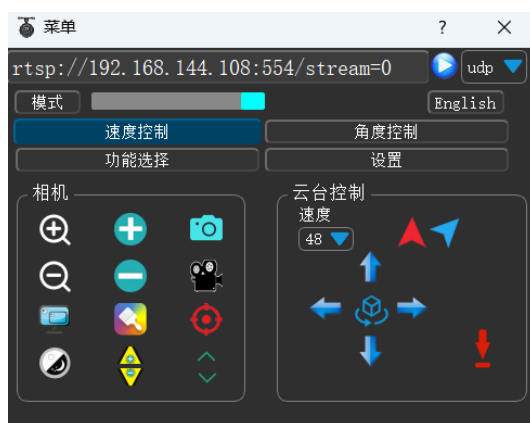 菜单
rtsp://192.168.144.108:554/stream=0 udp
模式 English
速度控制 角度控制
功能选择 设置
相机 云台控制
速度
48